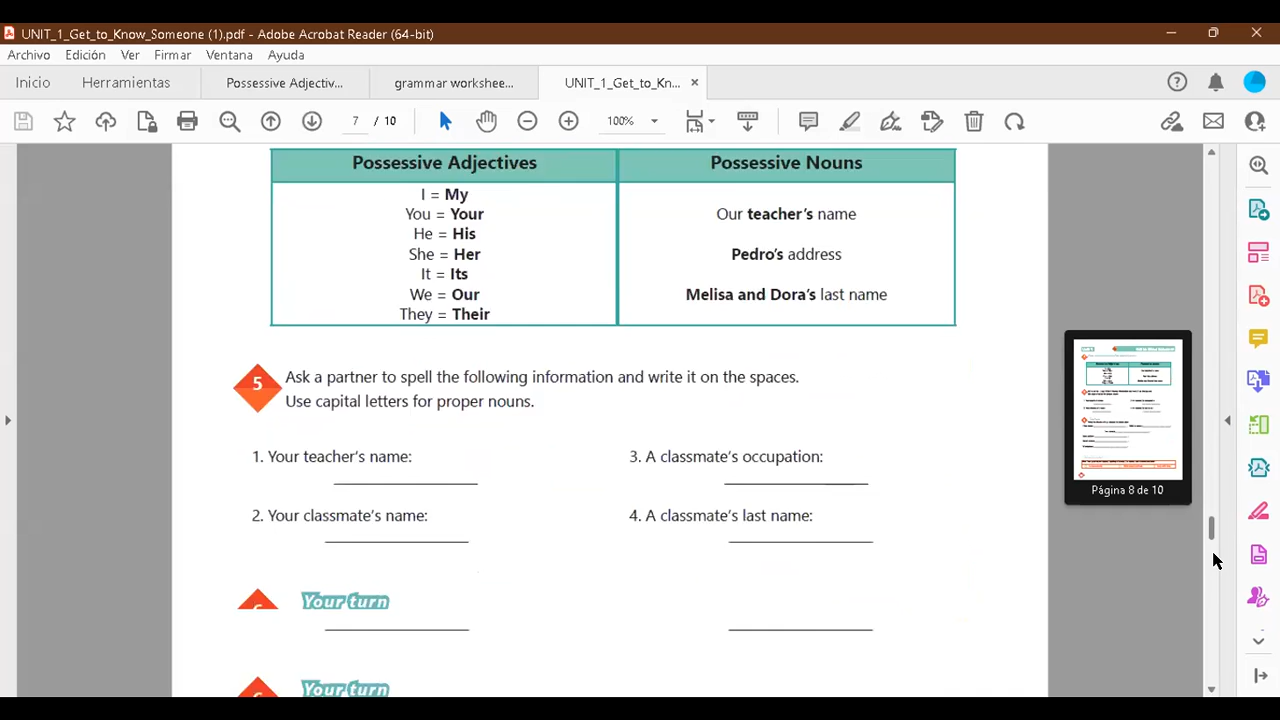 UNIT_1_Get_to_Know_Someone (1).pdf - Adobe Acrobat Reader (64-bit)
Archivo Edición Ver Firmar Ventana Ayuda
Inicio Herramientas Possessive Adjectiv... grammar workshee... UNIT_1_Get_to_Kn... ×
7 / 10 100%
Possessive Adjectives Possessive Nouns
I = My
You = Your
He = His
She = Her
It = Its
We = Our
They = Their
Our teacher's name
Pedro's address
Melisa and Dora's last name
5 Ask a partner to spell the following information and write it on the spaces.
Use capital letters for proper nouns.
1. Your teacher's name:
2. Your classmate's name:
3. A classmate's occupation:
4. A classmate's last name:
Your turn
Your turn
Página 8 de 10